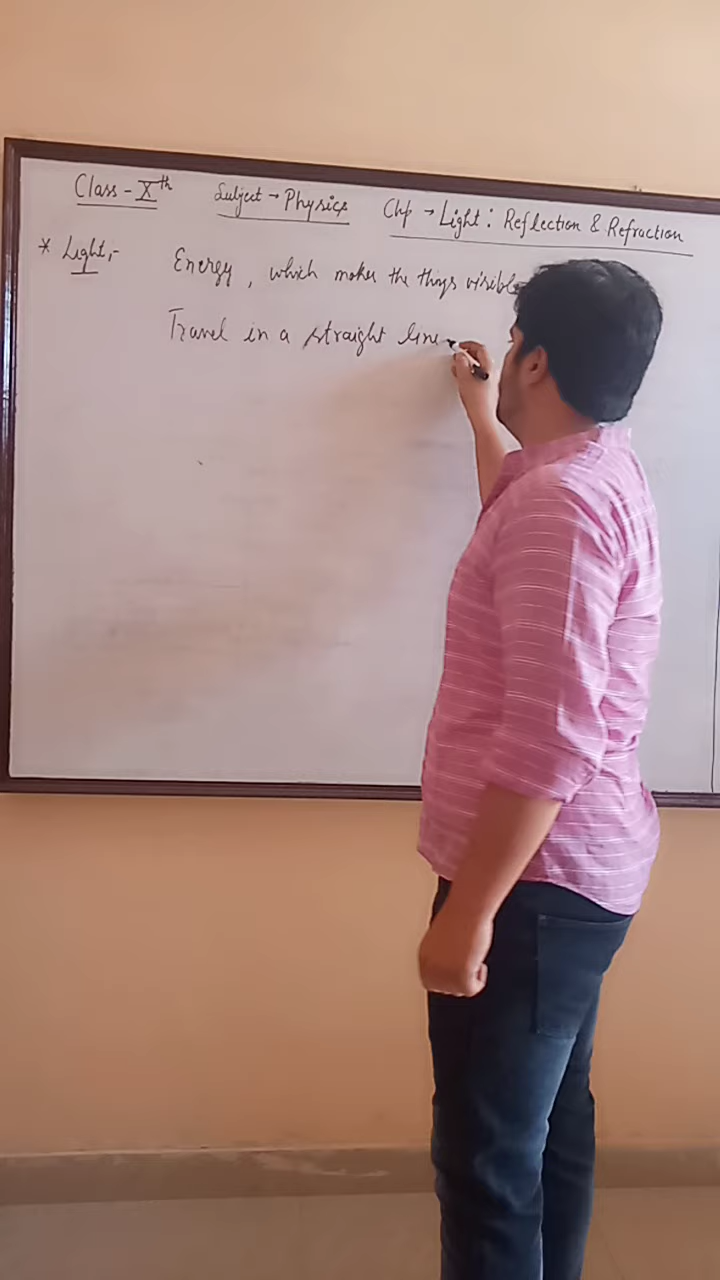 Class - Xth Subject → Physics Chp → Light: Reflection & Refraction
* Light,- Energy, which makes the things visible
Travel in a straight line